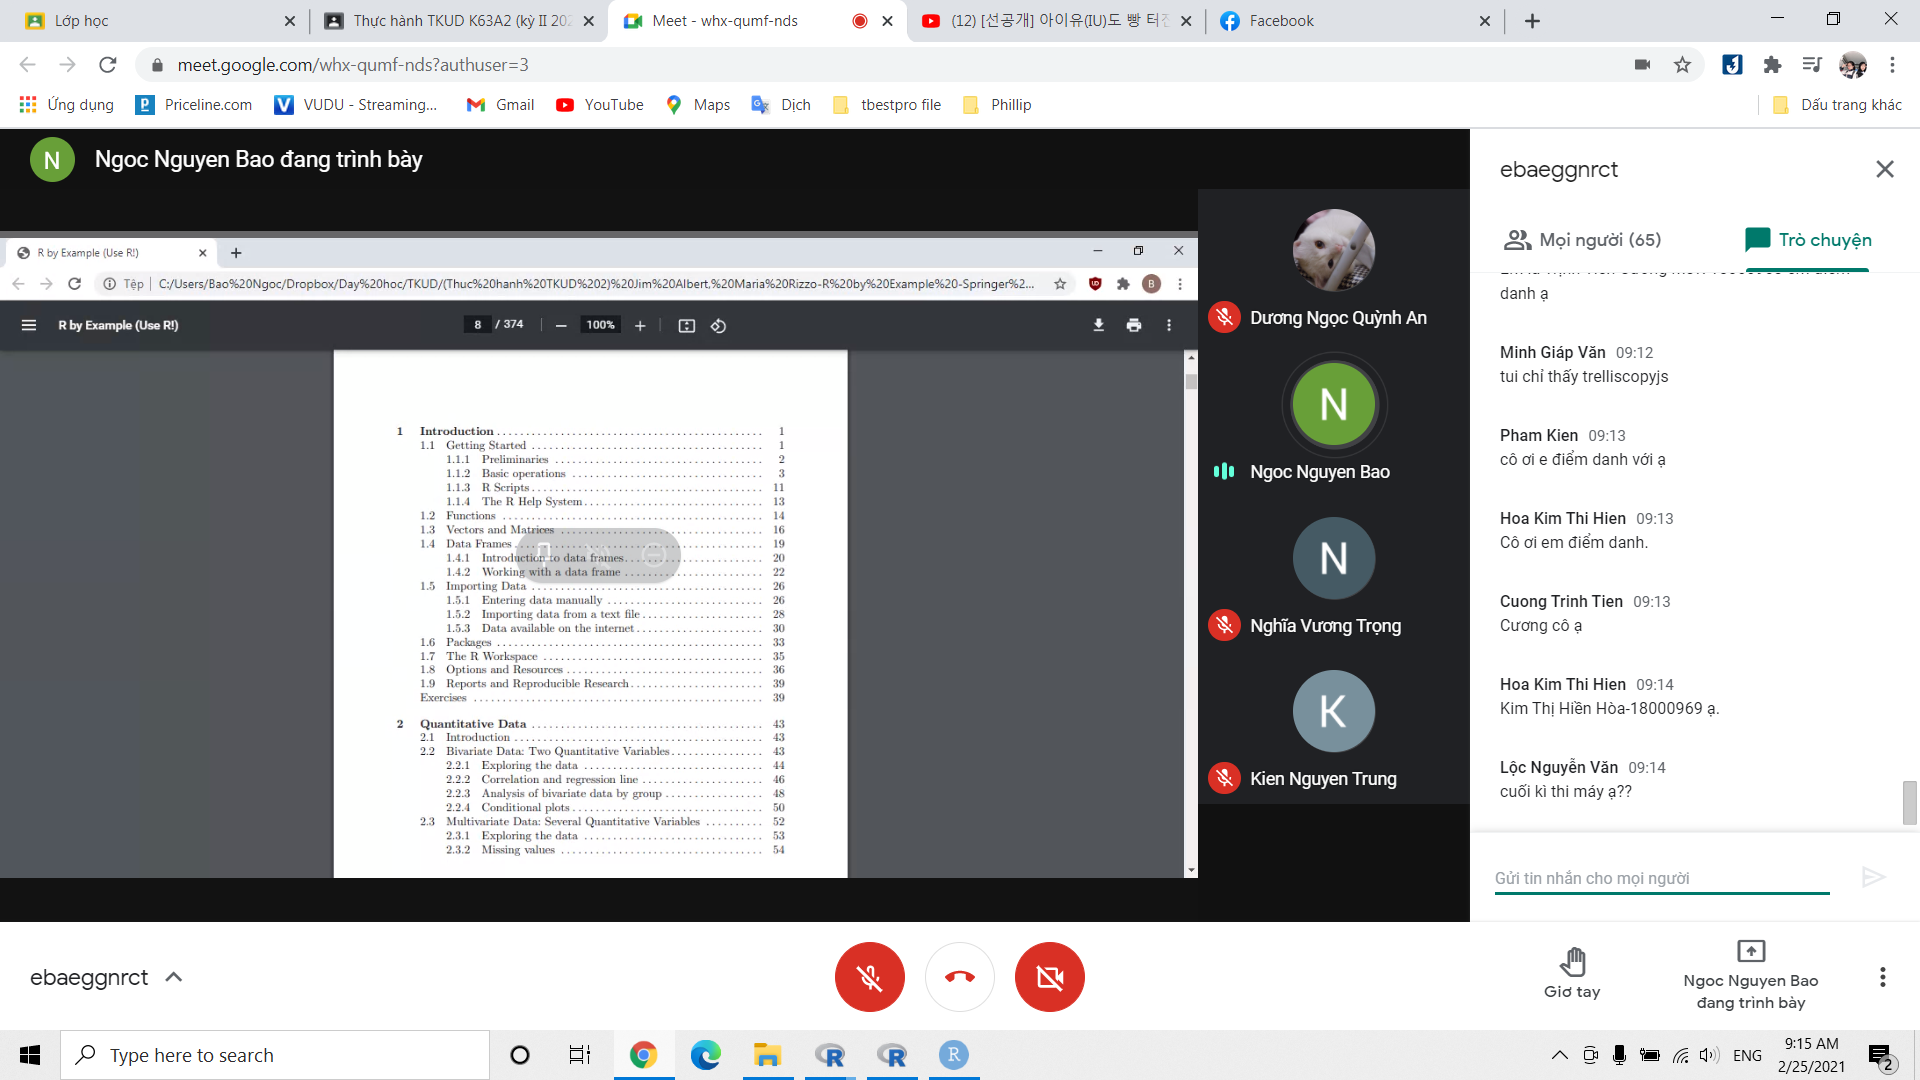 Lớp học
Thực hành TKUD K63A2 (kỳ II 202
Meet - whx-qumf-nds
(12) [선공개] 아이유(IU)도 빵 터진
Facebook
meet.google.com/whx-qumf-nds?authuser=3
Ứng dụng
Priceline.com
VUDU - Streaming...
Gmail
YouTube
Maps
Dịch
tbestpro file
Phillip
Dấu trang khác
N
Ngoc Nguyen Bao đang trình bày
R by Example (Use R!)
Tệp
C:/Users/Bao%20Ngoc/Dropbox/Day%20hoc/TKUD/(Thuc%20hanh%20TKUD%202)%20Jim%20Albert,%20Maria%20Rizzo-R%20by%20Example%20-Springer%2...
B
R by Example (Use R!)
8 / 374
100%
1 Introduction 1
1.1 Getting Started 1
1.1.1 Preliminaries 2
1.1.2 Basic operations 3
1.1.3 R Scripts 11
1.1.4 The R Help System 13
1.2 Functions 14
1.3 Vectors and Matrices 16
1.4 Data Frames 19
1.4.1 Introduction to data frames 20
1.4.2 Working with a data frame 22
1.5 Importing Data 26
1.5.1 Entering data manually 26
1.5.2 Importing data from a text file 28
1.5.3 Data available on the internet 30
1.6 Packages 33
1.7 The R Workspace 35
1.8 Options and Resources 36
1.9 Reports and Reproducible Research 39
Exercises 39
2 Quantitative Data 43
2.1 Introduction 43
2.2 Bivariate Data: Two Quantitative Variables 43
2.2.1 Exploring the data 44
2.2.2 Correlation and regression line 46
2.2.3 Analysis of bivariate data by group 48
2.2.4 Conditional plots 50
2.3 Multivariate Data: Several Quantitative Variables 52
2.3.1 Exploring the data 53
2.3.2 Missing values 54
Dương Ngọc Quỳnh An
N
Ngoc Nguyen Bao
N
Nghĩa Vương Trọng
K
Kien Nguyen Trung
ebaeggnrct
Mọi người (65)
Trò chuyện
danh ạ
Minh Giáp Văn 09:12
tui chỉ thấy trelliscopyjs
Pham Kien 09:13
cô ơi e điểm danh với ạ
Hoa Kim Thi Hien 09:13
Cô ơi em điểm danh.
Cuong Trinh Tien 09:13
Cương cô ạ
Hoa Kim Thi Hien 09:14
Kim Thị Hiền Hòa-18000969 ạ.
Lộc Nguyễn Văn 09:14
cuối kì thi máy ạ??
Gửi tin nhắn cho mọi người
ebaeggnrct
Giơ tay
Ngoc Nguyen Bao
đang trình bày
Type here to search
ENG
9:15 AM
2/25/2021
2